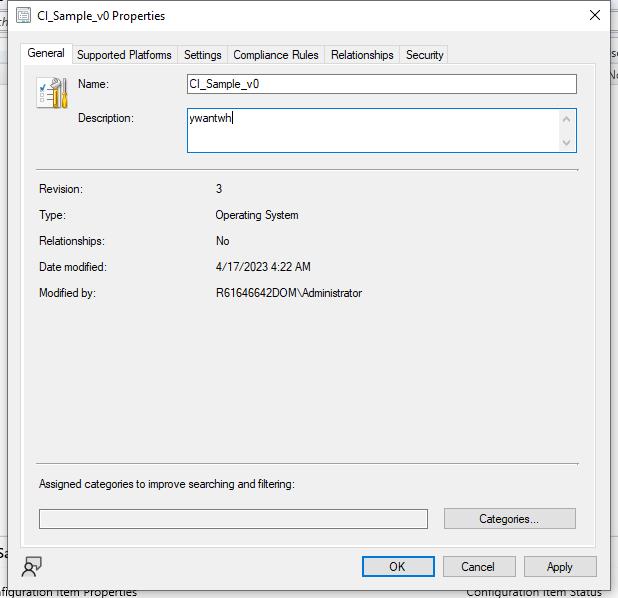 CI_Sample_v0 Properties
General Supported Platforms Settings Compliance Rules Relationships Security
Name: CI_Sample_v0
Description: ywantwh
Revision: 3
Type: Operating System
Relationships: No
Date modified: 4/17/2023 4:22 AM
Modified by: R61646642DOM\Administrator
Assigned categories to improve searching and filtering:
Categories...
OK Cancel Apply
figuration Item Properties Configuration Item Status